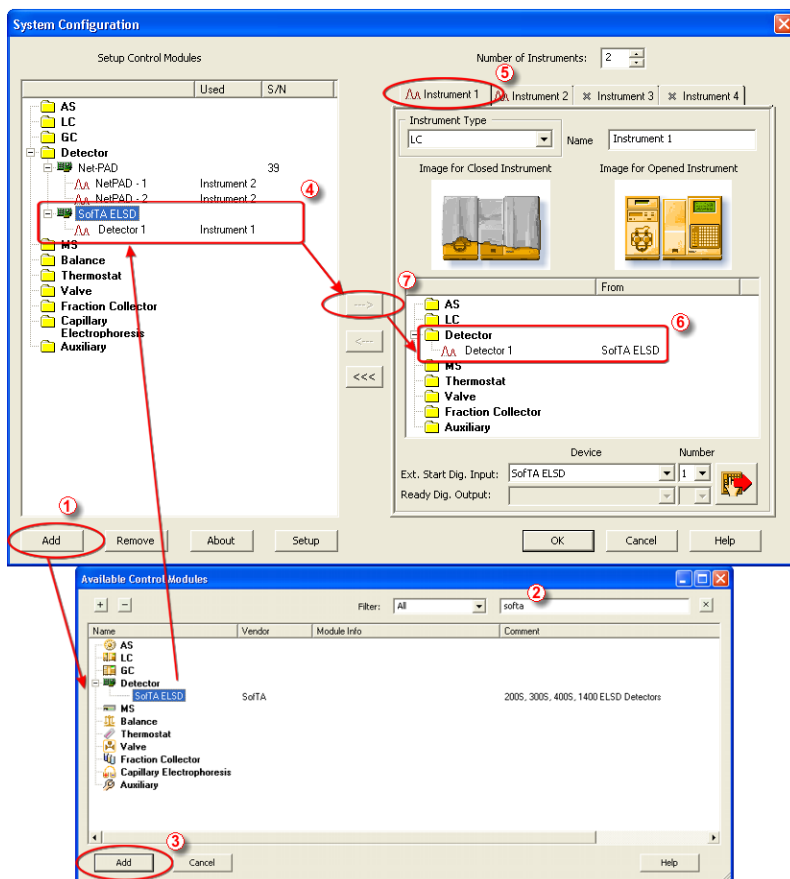 System Configuration
Setup Control Modules
Number of Instruments: 2
⑤
Used S/N
Instrument 1 Instrument 2 Instrument 3 Instrument 4
AS
LC
GC
Detector
Net-PAD 39
NetPAD - 1 Instrument 2
NetPAD - 2 Instrument 2
④
SofTA ELSD
Detector 1 Instrument 1
MS
Balance
Thermostat
Valve
Fraction Collector
Capillary
Electrophoresis
Auxiliary
Instrument Type
LC
Name Instrument 1
Image for Closed Instrument Image for Opened Instrument
⑦
--->
<---
<<<
From
AS
LC
⑥
Detector
Detector 1 SofTA ELSD
MS
Thermostat
Valve
Fraction Collector
Auxiliary
Device Number
Ext. Start Dig. Input: SofTA ELSD 1
Ready Dig. Output:
①
Add Remove About Setup
OK Cancel Help
Available Control Modules
②
+ − Filter: All softa ×
Name Vendor Module Info Comment
AS
LC
GC
Detector
SofTA ELSD SofTA 200S, 300S, 400S, 1400 ELSD Detectors
MS
Balance
Thermostat
Valve
Fraction Collector
Capillary Electrophoresis
Auxiliary
③
Add Cancel Help